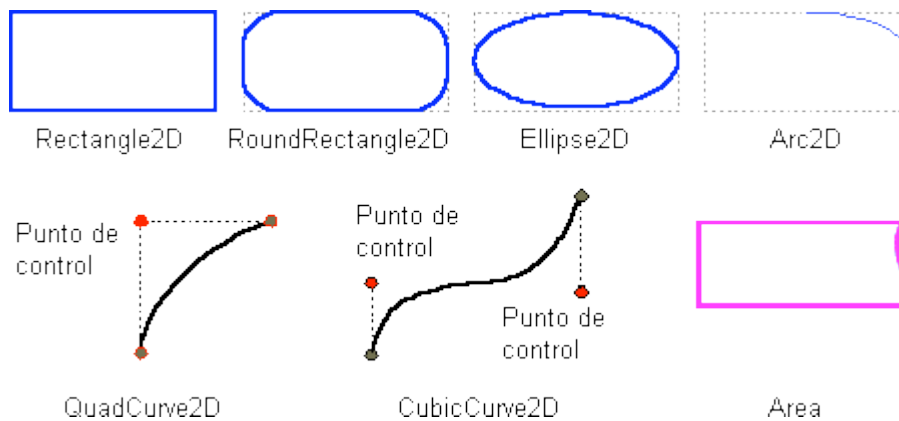 Rectangle2D
RoundRectangle2D
Ellipse2D
Arc2D
Punto de
control
Punto de
control
Punto de
control
QuadCurve2D
CubicCurve2D
Area